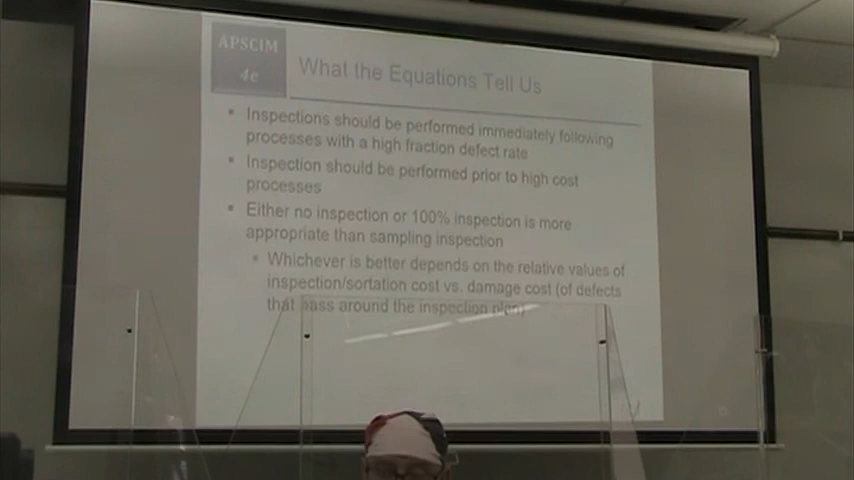 APSCIM
4e
What the Equations Tell Us
▪ Inspections should be performed immediately following
processes with a high fraction defect rate
▪ Inspection should be performed prior to high cost
processes
▪ Either no inspection or 100% inspection is more
appropriate than sampling inspection
▪ Whichever is better depends on the relative values of
inspection/sortation cost vs. damage cost (of defects
that pass around the inspection plan)